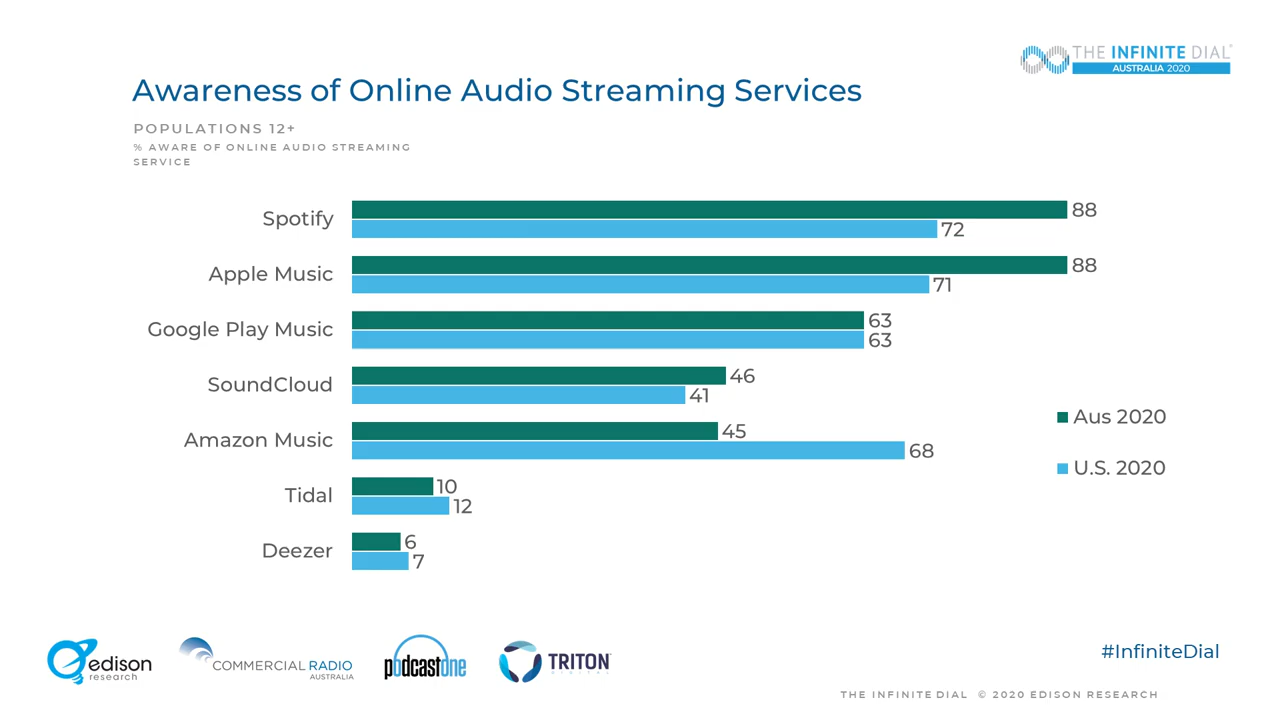 THE INFINITE DIAL®
AUSTRALIA 2020
Awareness of Online Audio Streaming Services
POPULATIONS 12+
% AWARE OF ONLINE AUDIO STREAMING
SERVICE
Spotify
88
72
Apple Music
88
71
Google Play Music
63
63
SoundCloud
46
41
Amazon Music
45
68
Tidal
10
12
Deezer
6
7
Aus 2020
U.S. 2020
edison
research
COMMERCIAL RADIO
AUSTRALIA
podcastone
TRITON
DIGITAL
#InfiniteDial
THE INFINITE DIAL © 2020 EDISON RESEARCH